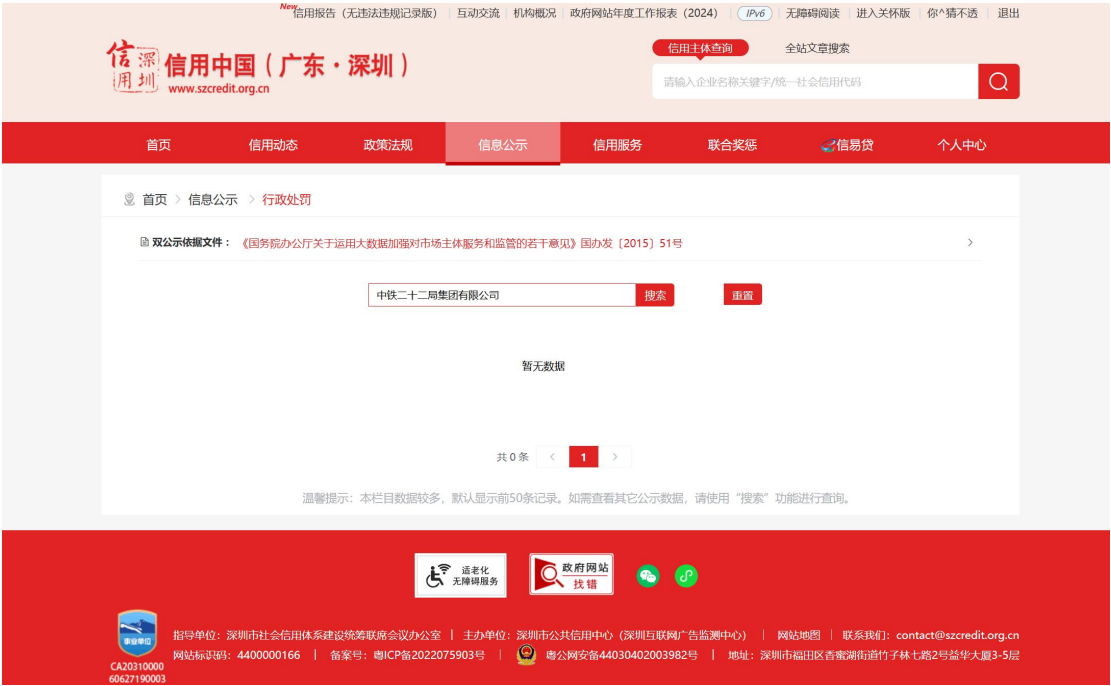 New信用报告（无违法违规记录版） 互动交流 机构概况 政府网站年度工作报表（2024） IPv6 无障碍阅读 进入关怀版 你^猜不透 退出
信用 深圳
信用中国（广东·深圳）
www.szcredit.org.cn
信用主体查询 全站文章搜索
请输入企业名称关键字/统一社会信用代码
首页 信用动态 政策法规 信息公示 信用服务 联合奖惩 信易贷 个人中心
首页 > 信息公示 > 行政处罚
双公示依据文件： 《国务院办公厅关于运用大数据加强对市场主体服务和监管的若干意见》国办发〔2015〕51号 >
中铁二十二局集团有限公司 搜索 重置
暂无数据
共 0 条 < 1 >
温馨提示：本栏目数据较多，默认显示前50条记录。如需查看其它公示数据，请使用“搜索”功能进行查询。
适老化
无障碍服务
政府网站
找错
事业单位
CA20310000
60627190003
指导单位：深圳市社会信用体系建设统筹联席会议办公室 | 主办单位：深圳市公共信用中心（深圳互联网广告监测中心） | 网站地图 | 联系我们：contact@szcredit.org.cn
网站标识码：4400000166 | 备案号：粤ICP备2022075903号 | 粤公网安备44030402003982号 | 地址：深圳市福田区香蜜湖街道竹子林七路2号益华大厦3-5层